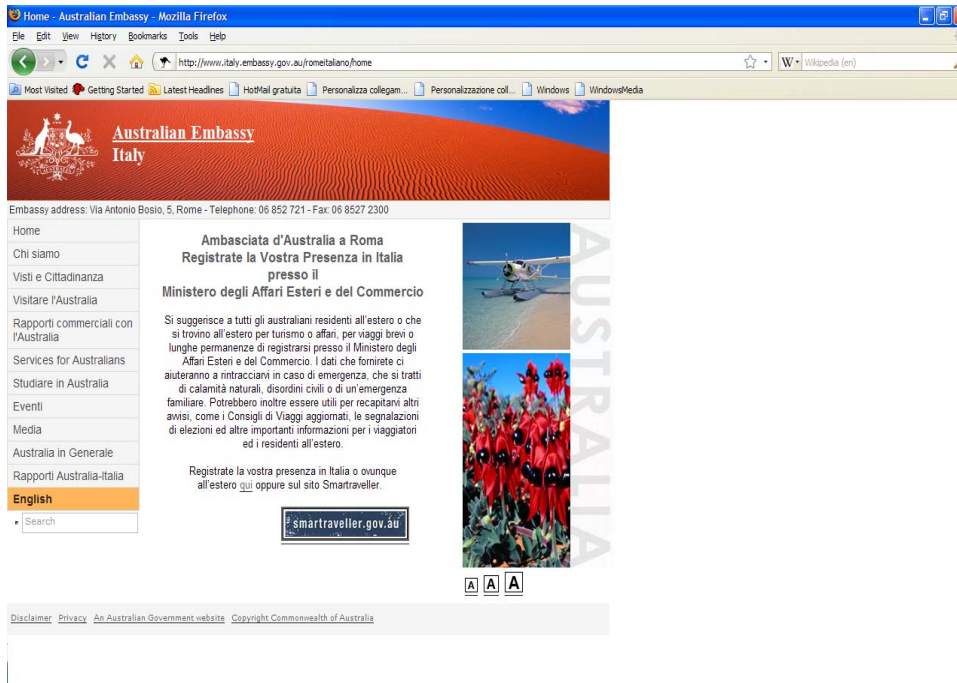 Home - Australian Embassy - Mozilla Firefox
File Edit View History Bookmarks Tools Help
http://www.italy.embassy.gov.au/romeitaliano/home
W Wikipedia (en)
Most Visited Getting Started Latest Headlines HotMail gratuita Personalizza collegam... Personalizzazione coll... Windows WindowsMedia
Australian Embassy
Italy
Embassy address: Via Antonio Bosio, 5, Rome - Telephone: 06 852 721 - Fax: 06 8527 2300
Home
Chi siamo
Visti e Cittadinanza
Visitare l'Australia
Rapporti commerciali con
l'Australia
Services for Australians
Studiare in Australia
Eventi
Media
Australia in Generale
Rapporti Australia-Italia
English
Search
Ambasciata d'Australia a Roma
Registrate la Vostra Presenza in Italia
presso il
Ministero degli Affari Esteri e del Commercio
Si suggerisce a tutti gli australiani residenti all'estero o che
si trovino all'estero per turismo o affari, per viaggi brevi o
lunghe permanenze di registrarsi presso il Ministero degli
Affari Esteri e del Commercio. I dati che fornirete ci
aiuteranno a rintracciarvi in caso di emergenza, che si tratti
di calamità naturali, disordini civili o di un'emergenza
familiare. Potrebbero inoltre essere utili per recapitarvi altri
avvisi, come i Consigli di Viaggi aggiornati, le segnalazioni
di elezioni ed altre importanti informazioni per i viaggiatori
ed i residenti all'estero.
Registrate la vostra presenza in Italia o ovunque
all'estero qui oppure sul sito Smartraveller.
smartraveller.gov.au
AUSTRALIA
A A A
Disclaimer Privacy An Australian Government website Copyright Commonwealth of Australia